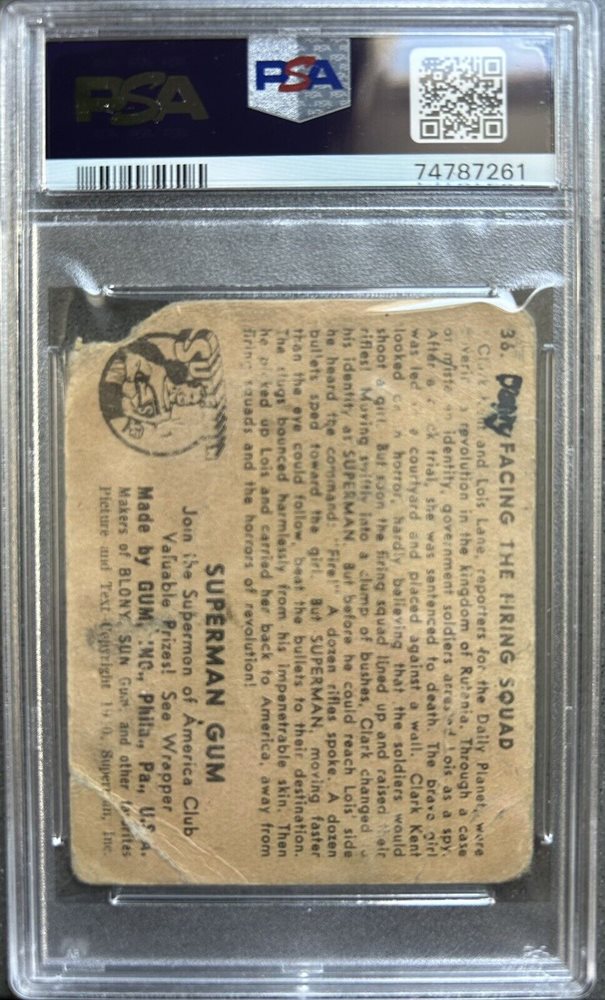 PSA
PSA
74787261
36. Denny FACING THE FIRING SQUAD
Clark and Lois Lane, reporters for the Daily Planet, were
a revolution in the kingdom of Rutania. Through a case
of identity, government soldiers arrested Lois as a spy.
After a trial, she was sentenced to death. The brave girl
was led a courtyard and placed against a wall. Clark Kent
looked on in horror, hardly believing that the soldiers would
shoot a girl. But soon the firing squad lined up and raised their
rifles! Moving swiftly into a clump of bushes, Clark changed
his identity as SUPERMAN. But before he could reach Lois' side
he heard the command: "Fire!" A dozen rifles spoke. A dozen
bullets sped toward the girl. But SUPERMAN, moving faster
than the eye could follow, beat the bullets to their destination.
The slugs bounced harmlessly from his impenetrable skin. Then
he picked up Lois and carried her back to America, away from
firing squads and the horrors of revolution!
SUPERMAN GUM
Join the Superman of America Club
Valuable Prizes! See Wrapper
Made by GUM, INC., Phila., Pa., U.S.A.
Makers of BLONY, SUN Gum and other favorites
Picture and Text Copyright Superman, Inc.